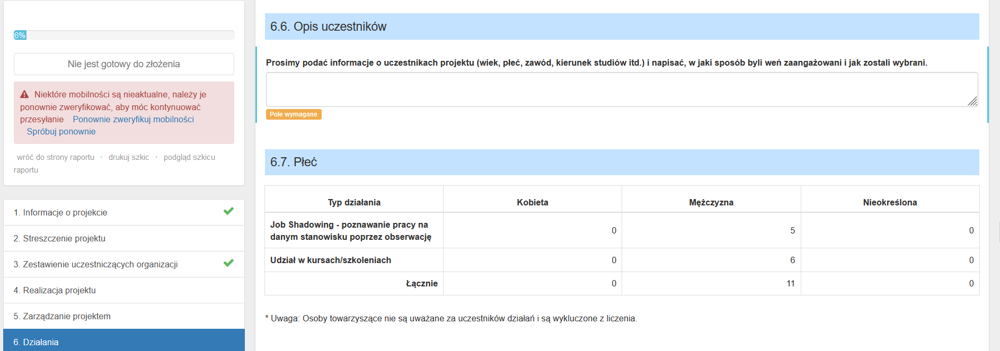 6%
Nie jest gotowy do złożenia
Niektóre mobilności są nieaktualne, należy je
ponownie zweryfikować, aby móc kontynuować
przesyłanie Ponownie zweryfikuj mobilności
Spróbuj ponownie
wróć do strony raportu · drukuj szkic · podgląd szkicu
raportu
1. Informacje o projekcie
2. Streszczenie projektu
3. Zestawienie uczestniczących organizacji
4. Realizacja projektu
5. Zarządzanie projektem
6. Działania
6.6. Opis uczestników
Prosimy podać informacje o uczestnikach projektu (wiek, płeć, zawód, kierunek studiów itd.) i napisać, w jaki sposób byli weń zaangażowani i jak zostali wybrani.
Pole wymagane
6.7. Płeć
Typ działania Kobieta Mężczyzna Nieokreślona
Job Shadowing - poznawanie pracy na
danym stanowisku poprzez obserwację 0 5 0
Udział w kursach/szkoleniach 0 6 0
Łącznie 0 11 0
* Uwaga: Osoby towarzyszące nie są uważane za uczestników działań i są wykluczone z liczenia.